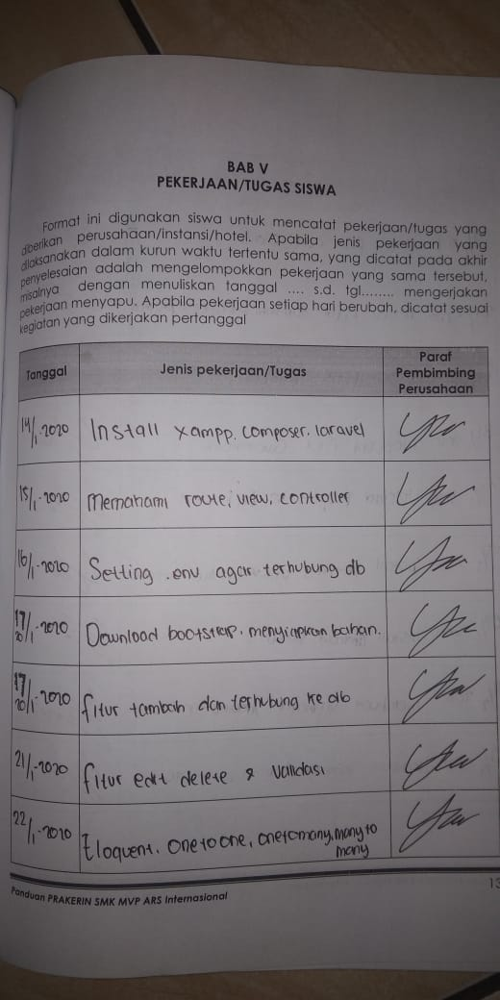 BAB V
PEKERJAAN/TUGAS SISWA
Format ini digunakan siswa untuk mencatat pekerjaan/tugas yang
diberikan perusahaan/instansi/hotel. Apabila jenis pekerjaan yang
dilaksanakan dalam kurun waktu tertentu sama, yang dicatat pada akhir
penyelesaian adalah mengelompokkan pekerjaan yang sama tersebut,
misalnya dengan menuliskan tanggal .... s.d. tgl........ mengerjakan
pekerjaan menyapu. Apabila pekerjaan setiap hari berubah, dicatat sesuai
kegiatan yang dikerjakan pertanggal
Tanggal Jenis pekerjaan/Tugas Paraf
Pembimbing
Perusahaan
14/1-2020 Install xampp. composer. laravel
15/1-2020 Memahami route, view, controller
16/1-2020 Setting .env agar terhubung db
17/1-2020 Download bootstrap. menyiapkan bahan.
20/1-2020 fitur tambah dan terhubung ke db
21/1-2020 fitur edit delete & validasi
22/1-2020 Eloquent. One to one, one to many, many to
many
13
Panduan PRAKERIN SMK MVP ARS Internasional